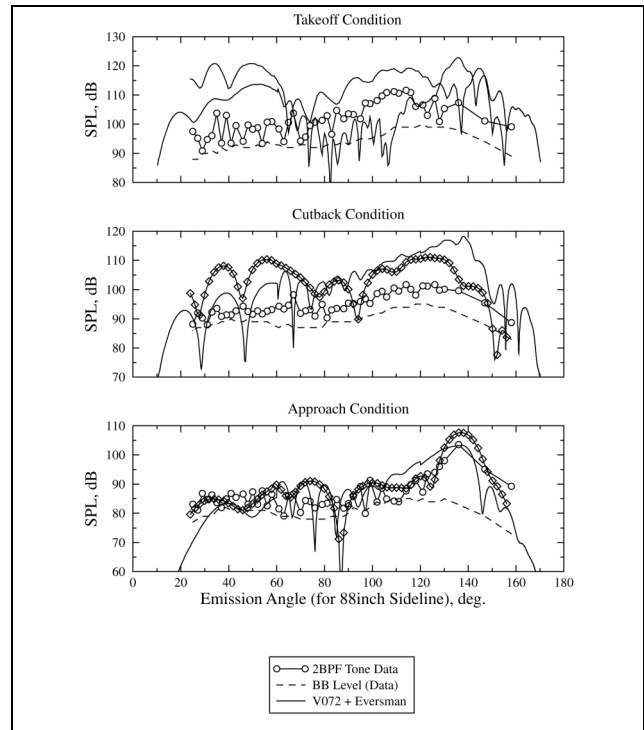 Takeoff Condition
130
120
110
100
90
80
SPL, dB
Cutback Condition
120
110
100
90
80
70
SPL, dB
Approach Condition
110
100
90
80
70
60
SPL, dB
0 20 40 60 80 100 120 140 160 180
Emission Angle (for 88inch Sideline), deg.
2BPF Tone Data
BB Level (Data)
V072 + Eversman